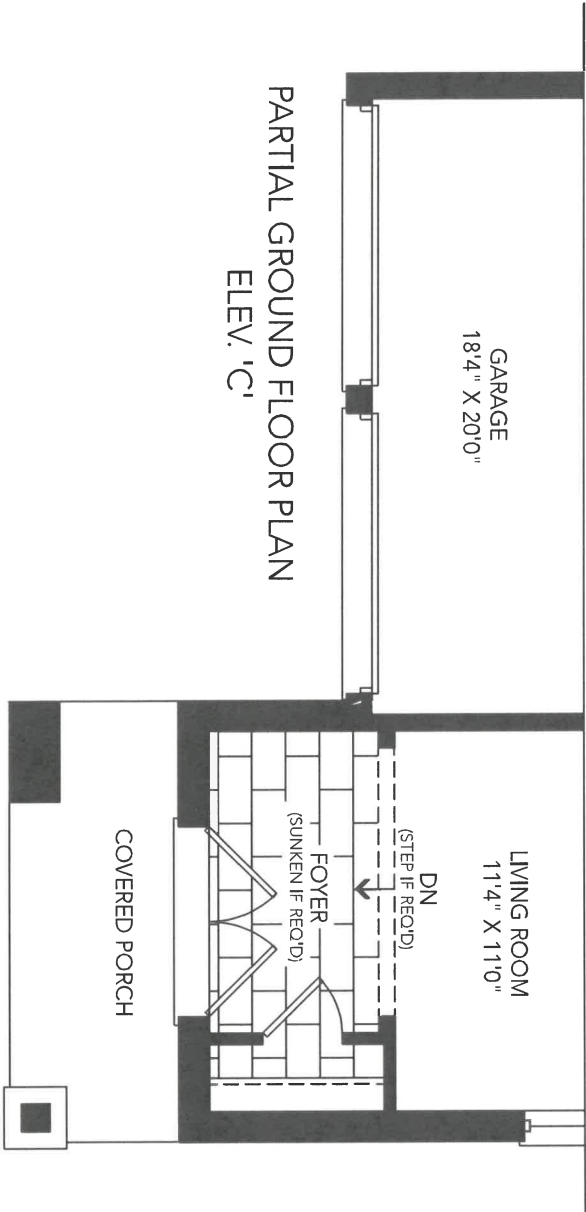 GARAGE
18'4" X 20'0"
LIVING ROOM
11'4" X 11'0"
DN
(STEP IF REQ'D)
FOYER
(SUNKEN IF REQ'D)
COVERED PORCH
PARTIAL GROUND FLOOR PLAN
ELEV. 'C'